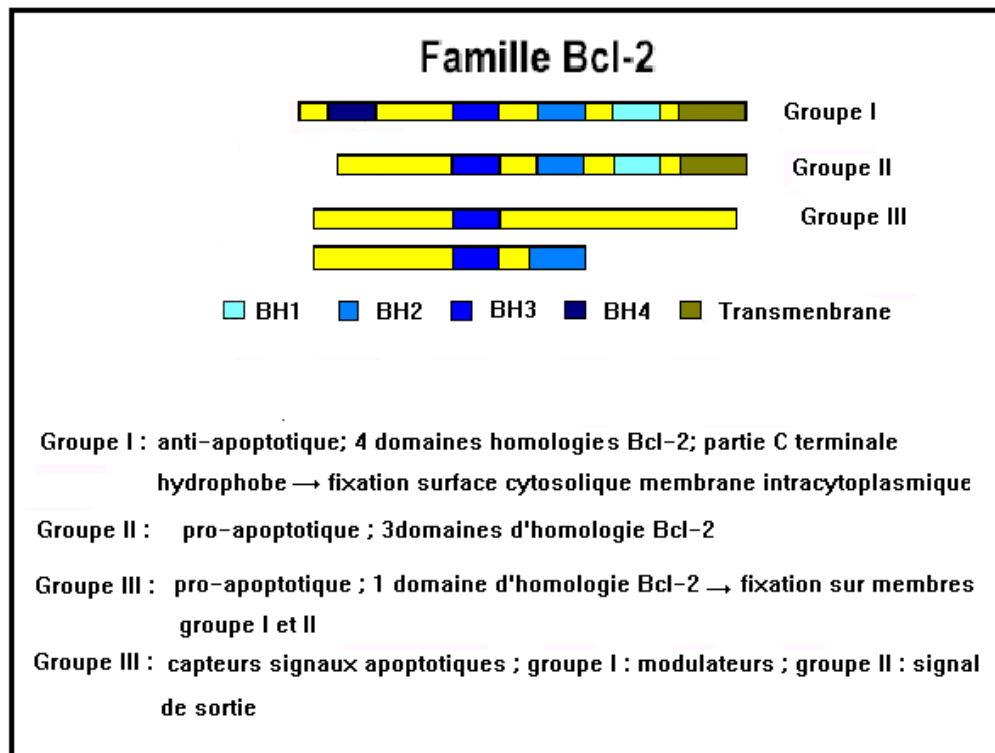 Famille Bcl-2
Groupe I
Groupe II
Groupe III
BH1 BH2 BH3 BH4 Transmenbrane
Groupe I : anti-apoptotique; 4 domaines homologies Bcl-2; partie C terminale
hydrophobe → fixation surface cytosolique membrane intracytoplasmique
Groupe II : pro-apoptotique ; 3domaines d'homologie Bcl-2
Groupe III : pro-apoptotique ; 1 domaine d'homologie Bcl-2 → fixation sur membres
groupe I et II
Groupe III : capteurs signaux apoptotiques ; groupe I : modulateurs ; groupe II : signal
de sortie